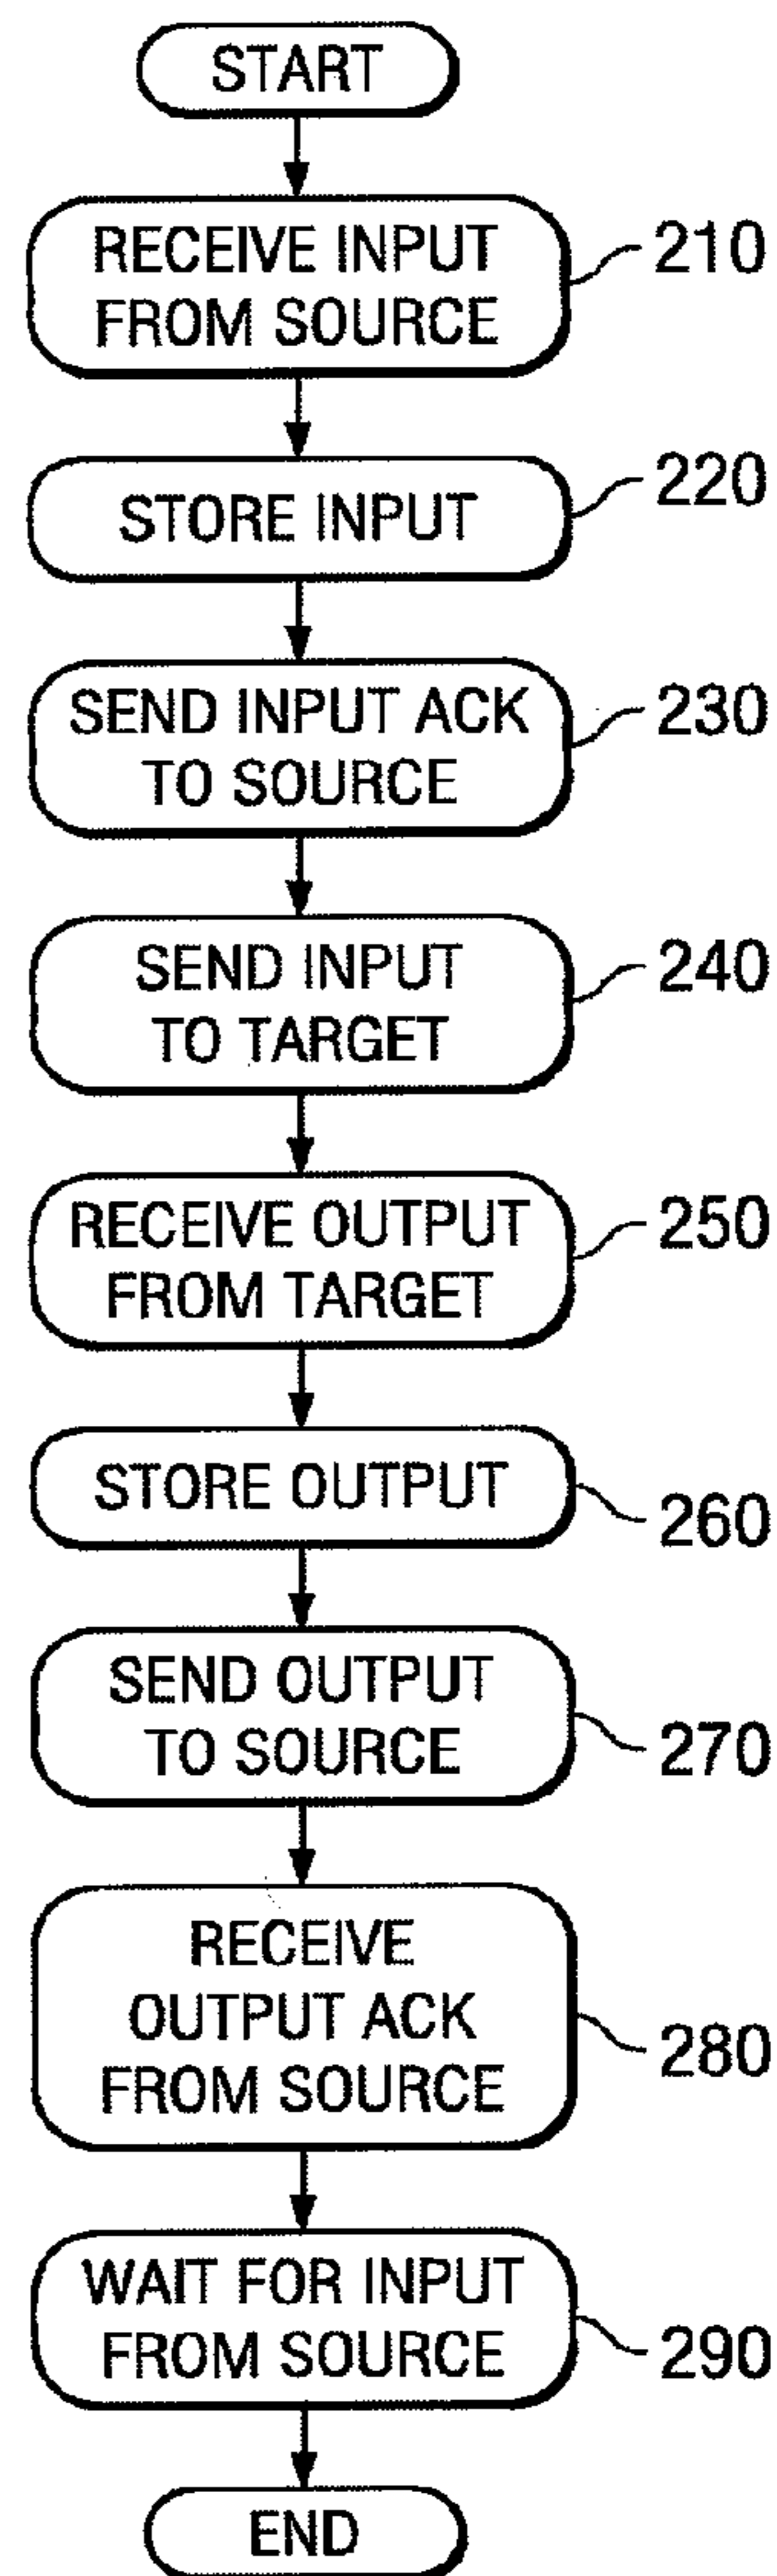 START
RECEIVE INPUT
FROM SOURCE
210
STORE INPUT
220
SEND INPUT ACK
TO SOURCE
230
SEND INPUT
TO TARGET
240
RECEIVE OUTPUT
FROM TARGET
250
STORE OUTPUT
260
SEND OUTPUT
TO SOURCE
270
RECEIVE
OUTPUT ACK
FROM SOURCE
280
WAIT FOR INPUT
FROM SOURCE
290
END